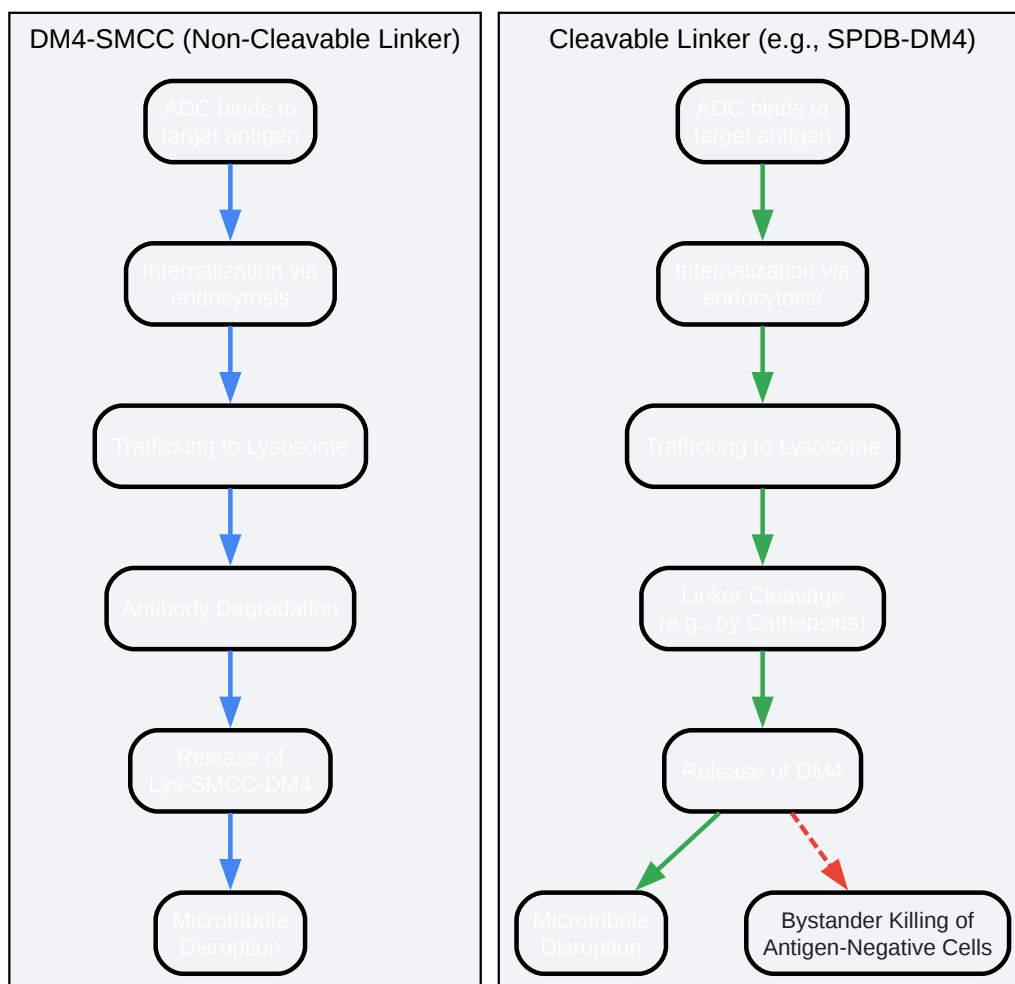 DM4-SMCC (Non-Cleavable Linker)
ADC binds to
target antigen
Internalization via
endocytosis
Trafficking to Lysosome
Antibody Degradation
Release of
Lys-SMCC-DM4
Microtubule
Disruption
Cleavable Linker (e.g., SPDB-DM4)
ADC binds to
target antigen
Internalization via
endocytosis
Trafficking to Lysosome
Linker Cleavage
(e.g., by Cathepsins)
Release of DM4
Microtubule
Disruption
Bystander Killing of
Antigen-Negative Cells